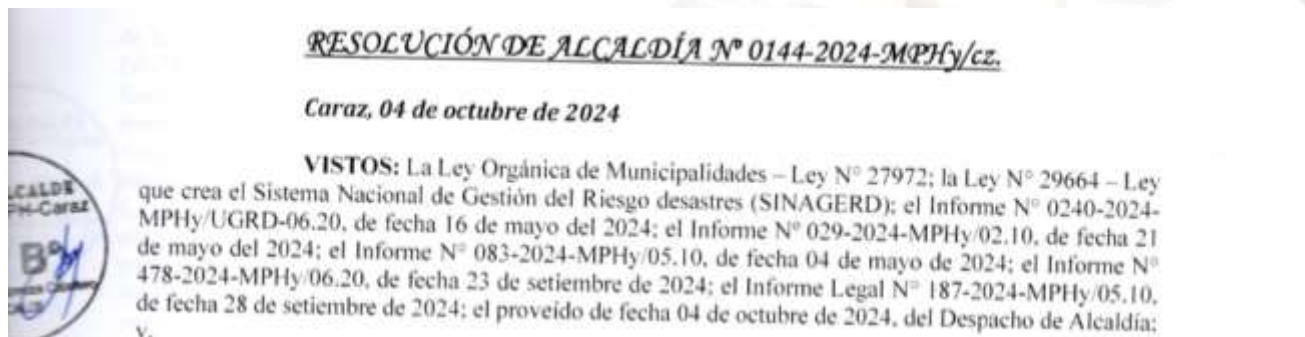 RESOLUCIÓN DE ALCALDÍA Nº 0144-2024-MPHy/cz.
Caraz, 04 de octubre de 2024
VISTOS: La Ley Orgánica de Municipalidades – Ley N° 27972; la Ley N° 29664 – Ley
que crea el Sistema Nacional de Gestión del Riesgo desastres (SINAGERD); el Informe N° 0240-2024-
MPHy/UGRD-06.20, de fecha 16 de mayo del 2024; el Informe N° 029-2024-MPHy/02.10, de fecha 21
de mayo del 2024; el Informe N° 083-2024-MPHy/05.10, de fecha 04 de mayo de 2024; el Informe N°
478-2024-MPHy/06.20, de fecha 23 de setiembre de 2024; el Informe Legal N° 187-2024-MPHy/05.10,
de fecha 28 de setiembre de 2024; el proveído de fecha 04 de octubre de 2024, del Despacho de Alcaldía;
y,
CALDE
PH-Caraz
B°